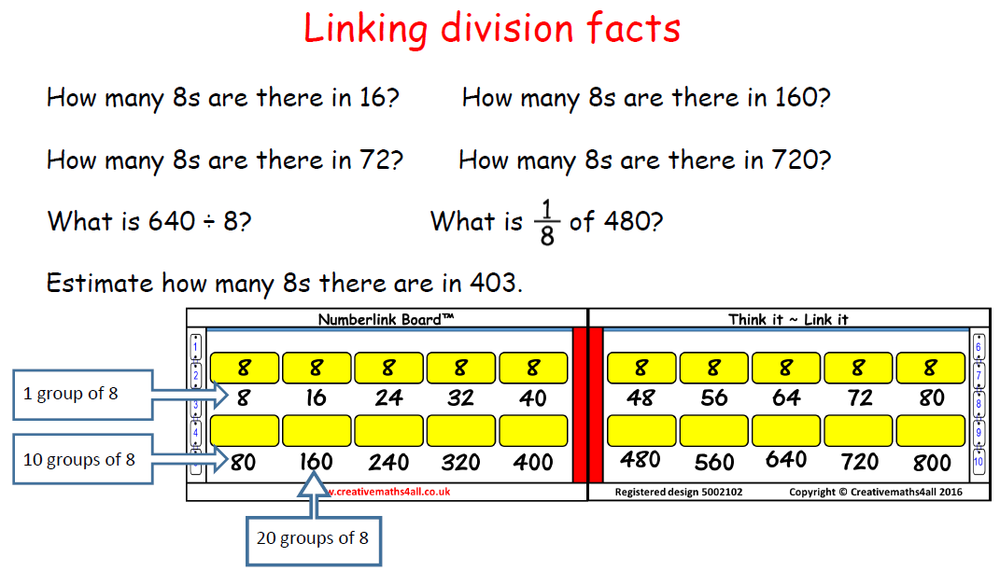 Linking division facts
How many 8s are there in 16? How many 8s are there in 160?
How many 8s are there in 72? How many 8s are there in 720?
What is 640 ÷ 8? What is 1/8 of 480?
Estimate how many 8s there are in 403.
Numberlink Board™ Think it ~ Link it
1 6
8 8 8 8 8 8 8 8 8 8
2 7
1 group of 8
8 16 24 32 40 48 56 64 72 80
3 8
4 9
10 groups of 8
80 160 240 320 400 480 560 640 720 800
10
w.creativemaths4all.co.uk Registered design 5002102 Copyright © Creativemaths4all 2016
20 groups of 8